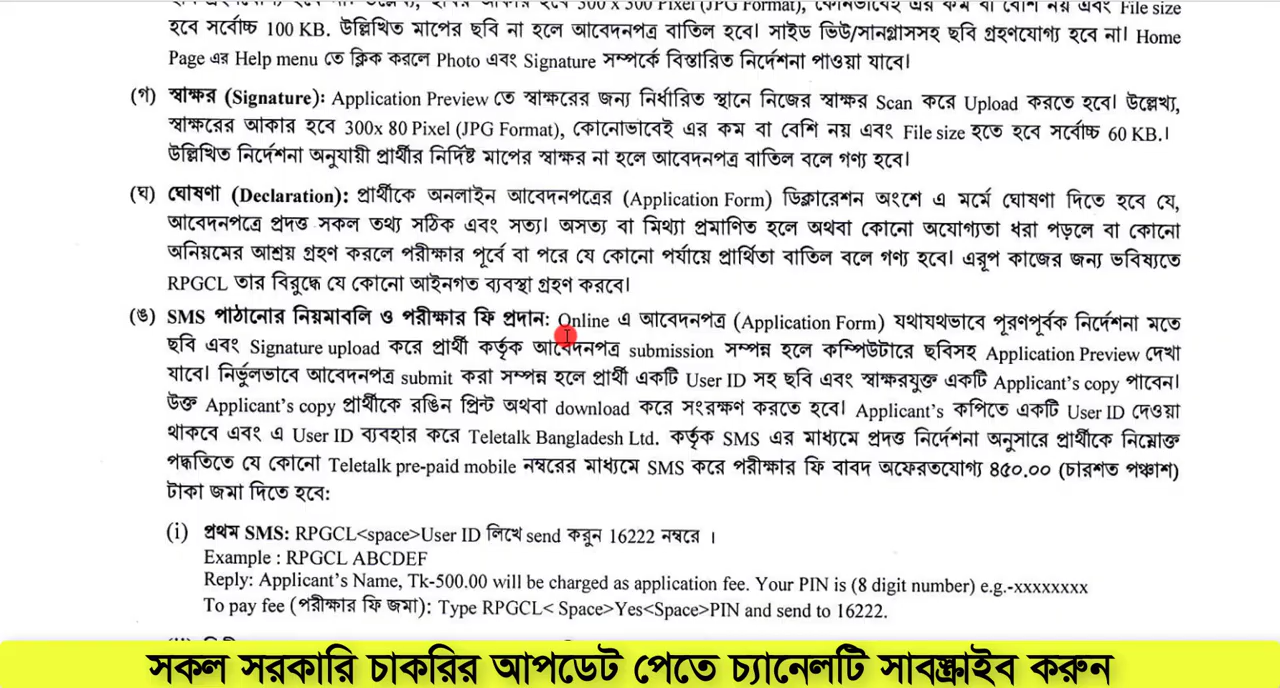 হবে সর্বোচ্চ 100 KB. উল্লিখিত মাপের ছবি না হলে আবেদনপত্র বাতিল হবে। সাইড ভিউ/সানগ্লাসসহ ছবি গ্রহণযোগ্য হবে না। Home
Page এর Help menu তে ক্লিক করলে Photo এবং Signature সম্পর্কে বিস্তারিত নির্দেশনা পাওয়া যাবে।
(গ) স্বাক্ষর (Signature): Application Preview তে স্বাক্ষরের জন্য নির্ধারিত স্থানে নিজের স্বাক্ষর Scan করে Upload করতে হবে। উল্লেখ্য,
স্বাক্ষরের আকার হবে 300x 80 Pixel (JPG Format), কোনোভাবেই এর কম বা বেশি নয় এবং File size হতে হবে সর্বোচ্চ 60 KB.।
উল্লিখিত নির্দেশনা অনুযায়ী প্রার্থীর নির্দিষ্ট মাপের স্বাক্ষর না হলে আবেদনপত্র বাতিল বলে গণ্য হবে।
(ঘ) ঘোষণা (Declaration): প্রার্থীকে অনলাইন আবেদনপত্রের (Application Form) ডিক্লারেশন অংশে এ মর্মে ঘোষণা দিতে হবে যে,
আবেদনপত্রে প্রদত্ত সকল তথ্য সঠিক এবং সত্য। অসত্য বা মিথ্যা প্রমাণিত হলে অথবা কোনো অযোগ্যতা ধরা পড়লে বা কোনো
অনিয়মের আশ্রয় গ্রহণ করলে পরীক্ষার পূর্বে বা পরে যে কোনো পর্যায়ে প্রার্থিতা বাতিল বলে গণ্য হবে। এরূপ কাজের জন্য ভবিষ্যতে
RPGCL তার বিরুদ্ধে যে কোনো আইনগত ব্যবস্থা গ্রহণ করবে।
(ঙ) SMS পাঠানোর নিয়মাবলি ও পরীক্ষার ফি প্রদান: Online এ আবেদনপত্র (Application Form) যথাযথভাবে পূরণপূর্বক নির্দেশনা মতে
ছবি এবং Signature upload করে প্রার্থী কর্তৃক আবেদনপত্র submission সম্পন্ন হলে কম্পিউটারে ছবিসহ Application Preview দেখা
যাবে। নির্ভুলভাবে আবেদনপত্র submit করা সম্পন্ন হলে প্রার্থী একটি User ID সহ ছবি এবং স্বাক্ষরযুক্ত একটি Applicant's copy পাবেন।
উক্ত Applicant's copy প্রার্থীকে রঙিন প্রিন্ট অথবা download করে সংরক্ষণ করতে হবে। Applicant's কপিতে একটি User ID দেওয়া
থাকবে এবং এ User ID ব্যবহার করে Teletalk Bangladesh Ltd. কর্তৃক SMS এর মাধ্যমে প্রদত্ত নির্দেশনা অনুসারে প্রার্থীকে নিম্নোক্ত
পদ্ধতিতে যে কোনো Teletalk pre-paid mobile নম্বরের মাধ্যমে SMS করে পরীক্ষার ফি বাবদ অফেরতযোগ্য ৪৫০.০০ (চারশত পঞ্চাশ)
টাকা জমা দিতে হবে:
(i) প্রথম SMS: RPGCL<space>User ID লিখে send করুন 16222 নম্বরে ।
Example : RPGCL ABCDEF
Reply: Applicant's Name, Tk-500.00 will be charged as application fee. Your PIN is (8 digit number) e.g.-xxxxxxxx
To pay fee (পরীক্ষার ফি জমা): Type RPGCL< Space>Yes<Space>PIN and send to 16222.
সকল সরকারি চাকরির আপডেট পেতে চ্যানেলটি সাবস্ক্রাইব করুন